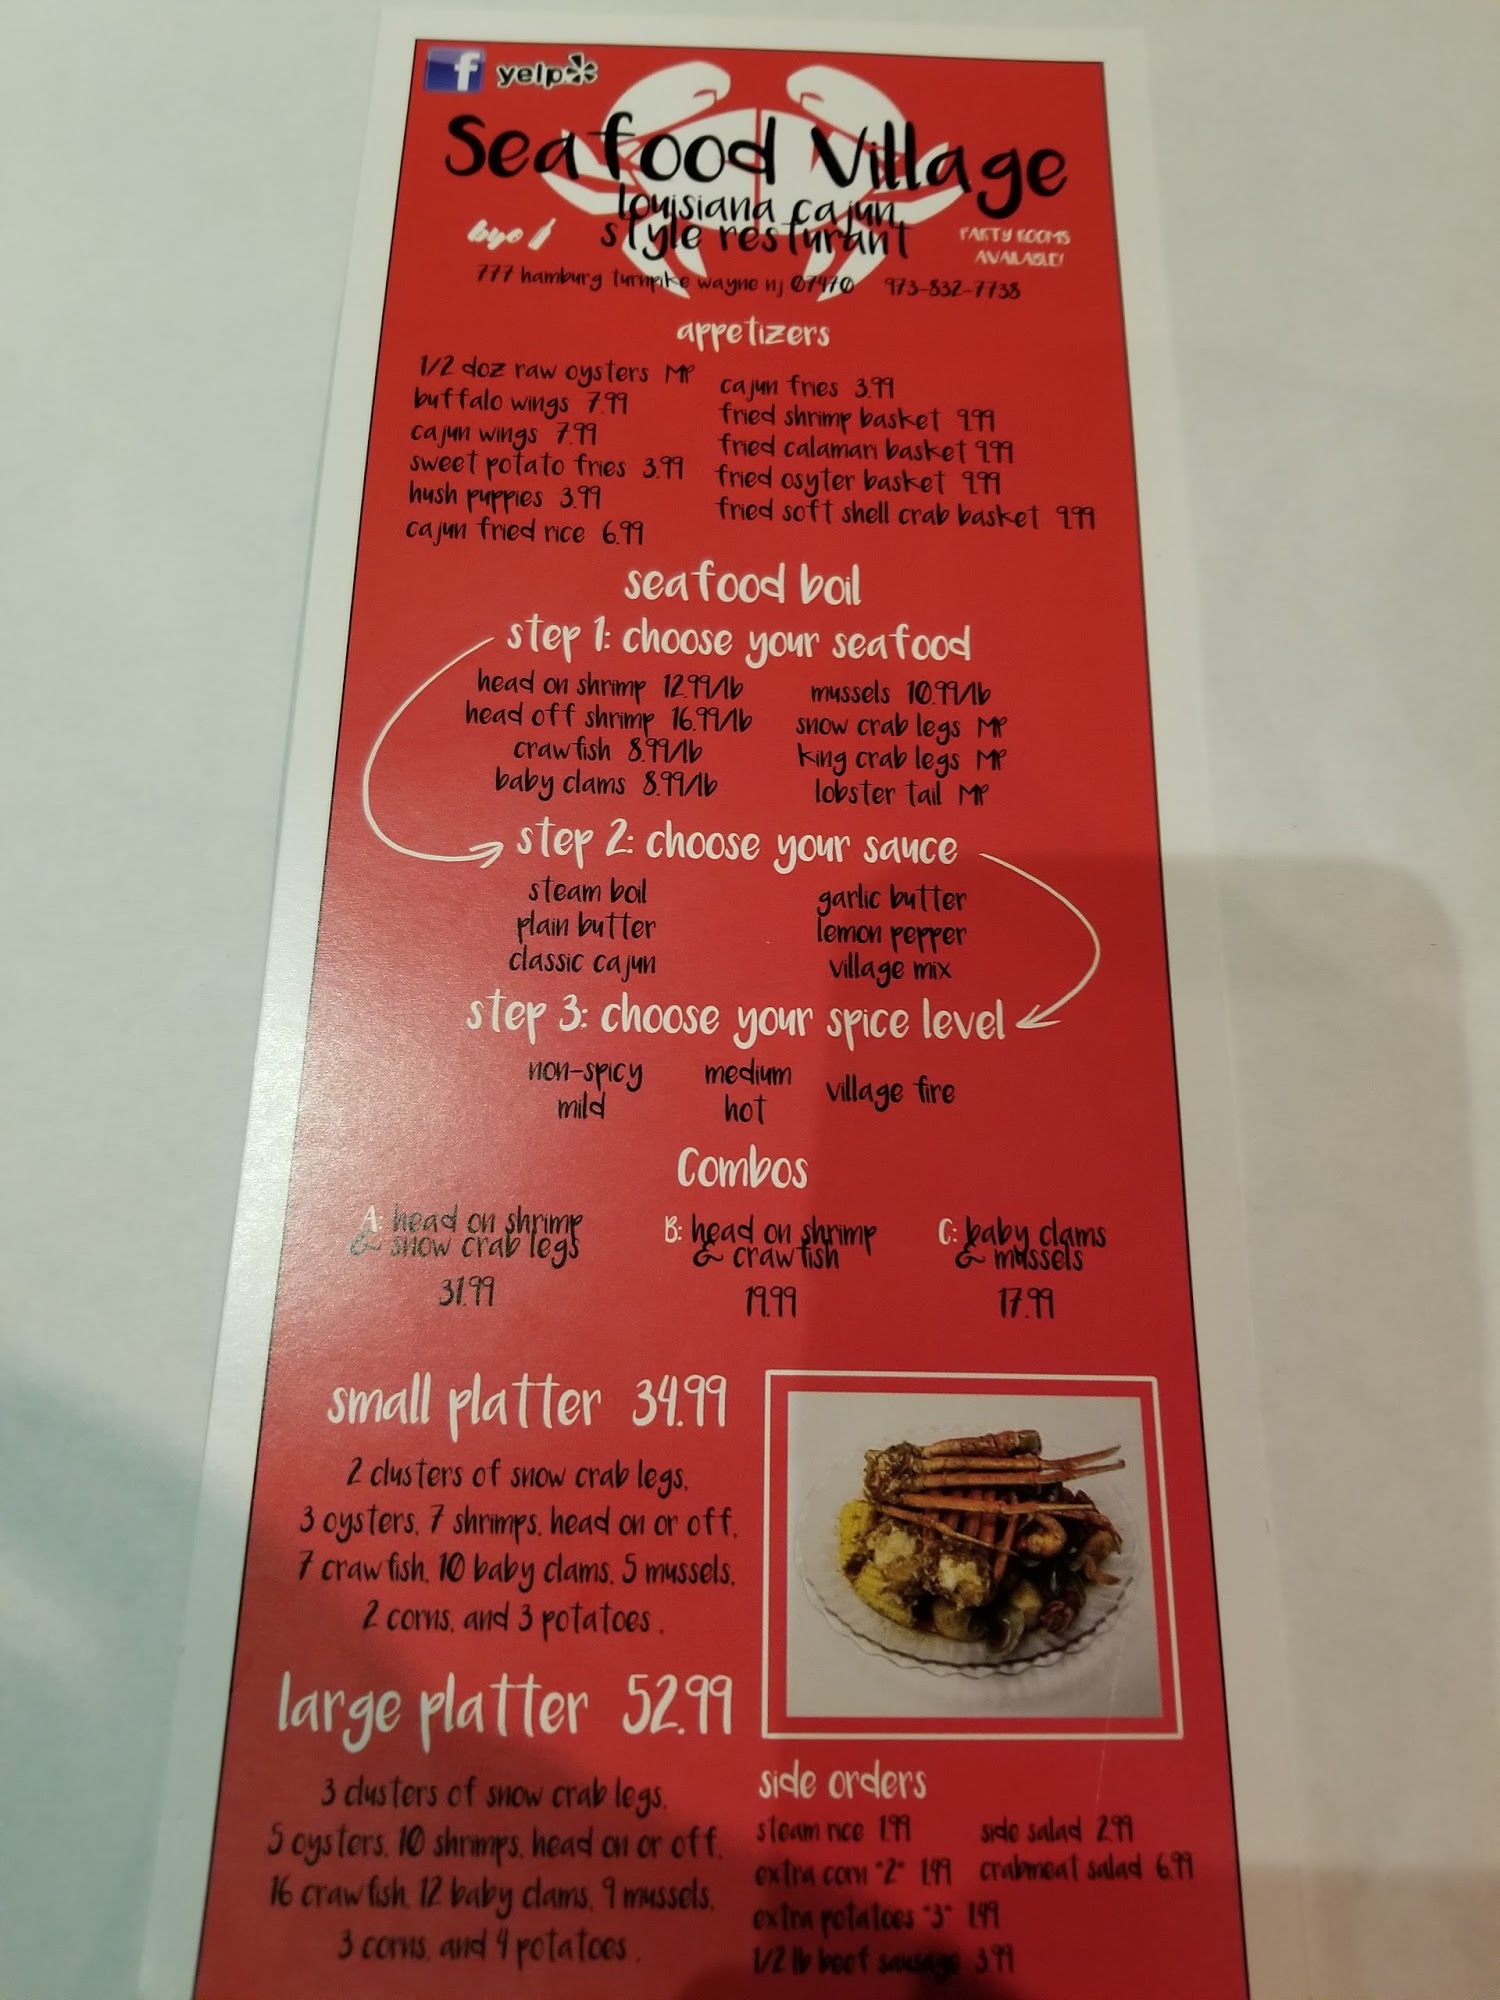 f yelp
Seafood Village
louisiana cajun
style resturant
byo
PARTY ROOMS
AVAILABLE!
777 hamburg turnpike wayne nj 07470 973-832-7738
appetizers
1/2 doz raw oysters MP
buffalo wings 7.99
cajun wings 7.99
sweet potato fries 3.99
hush puppies 3.99
cajun fried rice 6.99
cajun fries 3.99
fried shrimp basket 9.99
fried calamari basket 9.99
fried osyter basket 9.99
fried soft shell crab basket 9.99
seafood boil
step 1: choose your seafood
head on shrimp 12.99/lb
head off shrimp 16.99/lb
crawfish 8.99/lb
baby clams 8.99/lb
mussels 10.99/lb
snow crab legs MP
king crab legs MP
lobster tail MP
step 2: choose your sauce
steam boil
plain butter
classic cajun
garlic butter
lemon pepper
village mix
step 3: choose your spice level
non-spicy
mild
medium
hot
village fire
Combos
A: head on shrimp
& snow crab legs
31.99
B: head on shrimp
& crawfish
19.99
C: baby clams
& mussels
17.99
small platter 34.99
2 clusters of snow crab legs,
3 oysters, 7 shrimps, head on or off,
7 crawfish, 10 baby clams, 5 mussels,
2 corns, and 3 potatoes .
large platter 52.99
3 clusters of snow crab legs,
5 oysters, 10 shrimps, head on or off,
16 crawfish, 12 baby clams, 9 mussels,
3 corns, and 4 potatoes .
side orders
steam rice 1.99
extra corn "2" 1.49
extra potatoes "3" 1.49
1/2 lb beef sausage 3.99
side salad 2.99
crabmeat salad 6.99